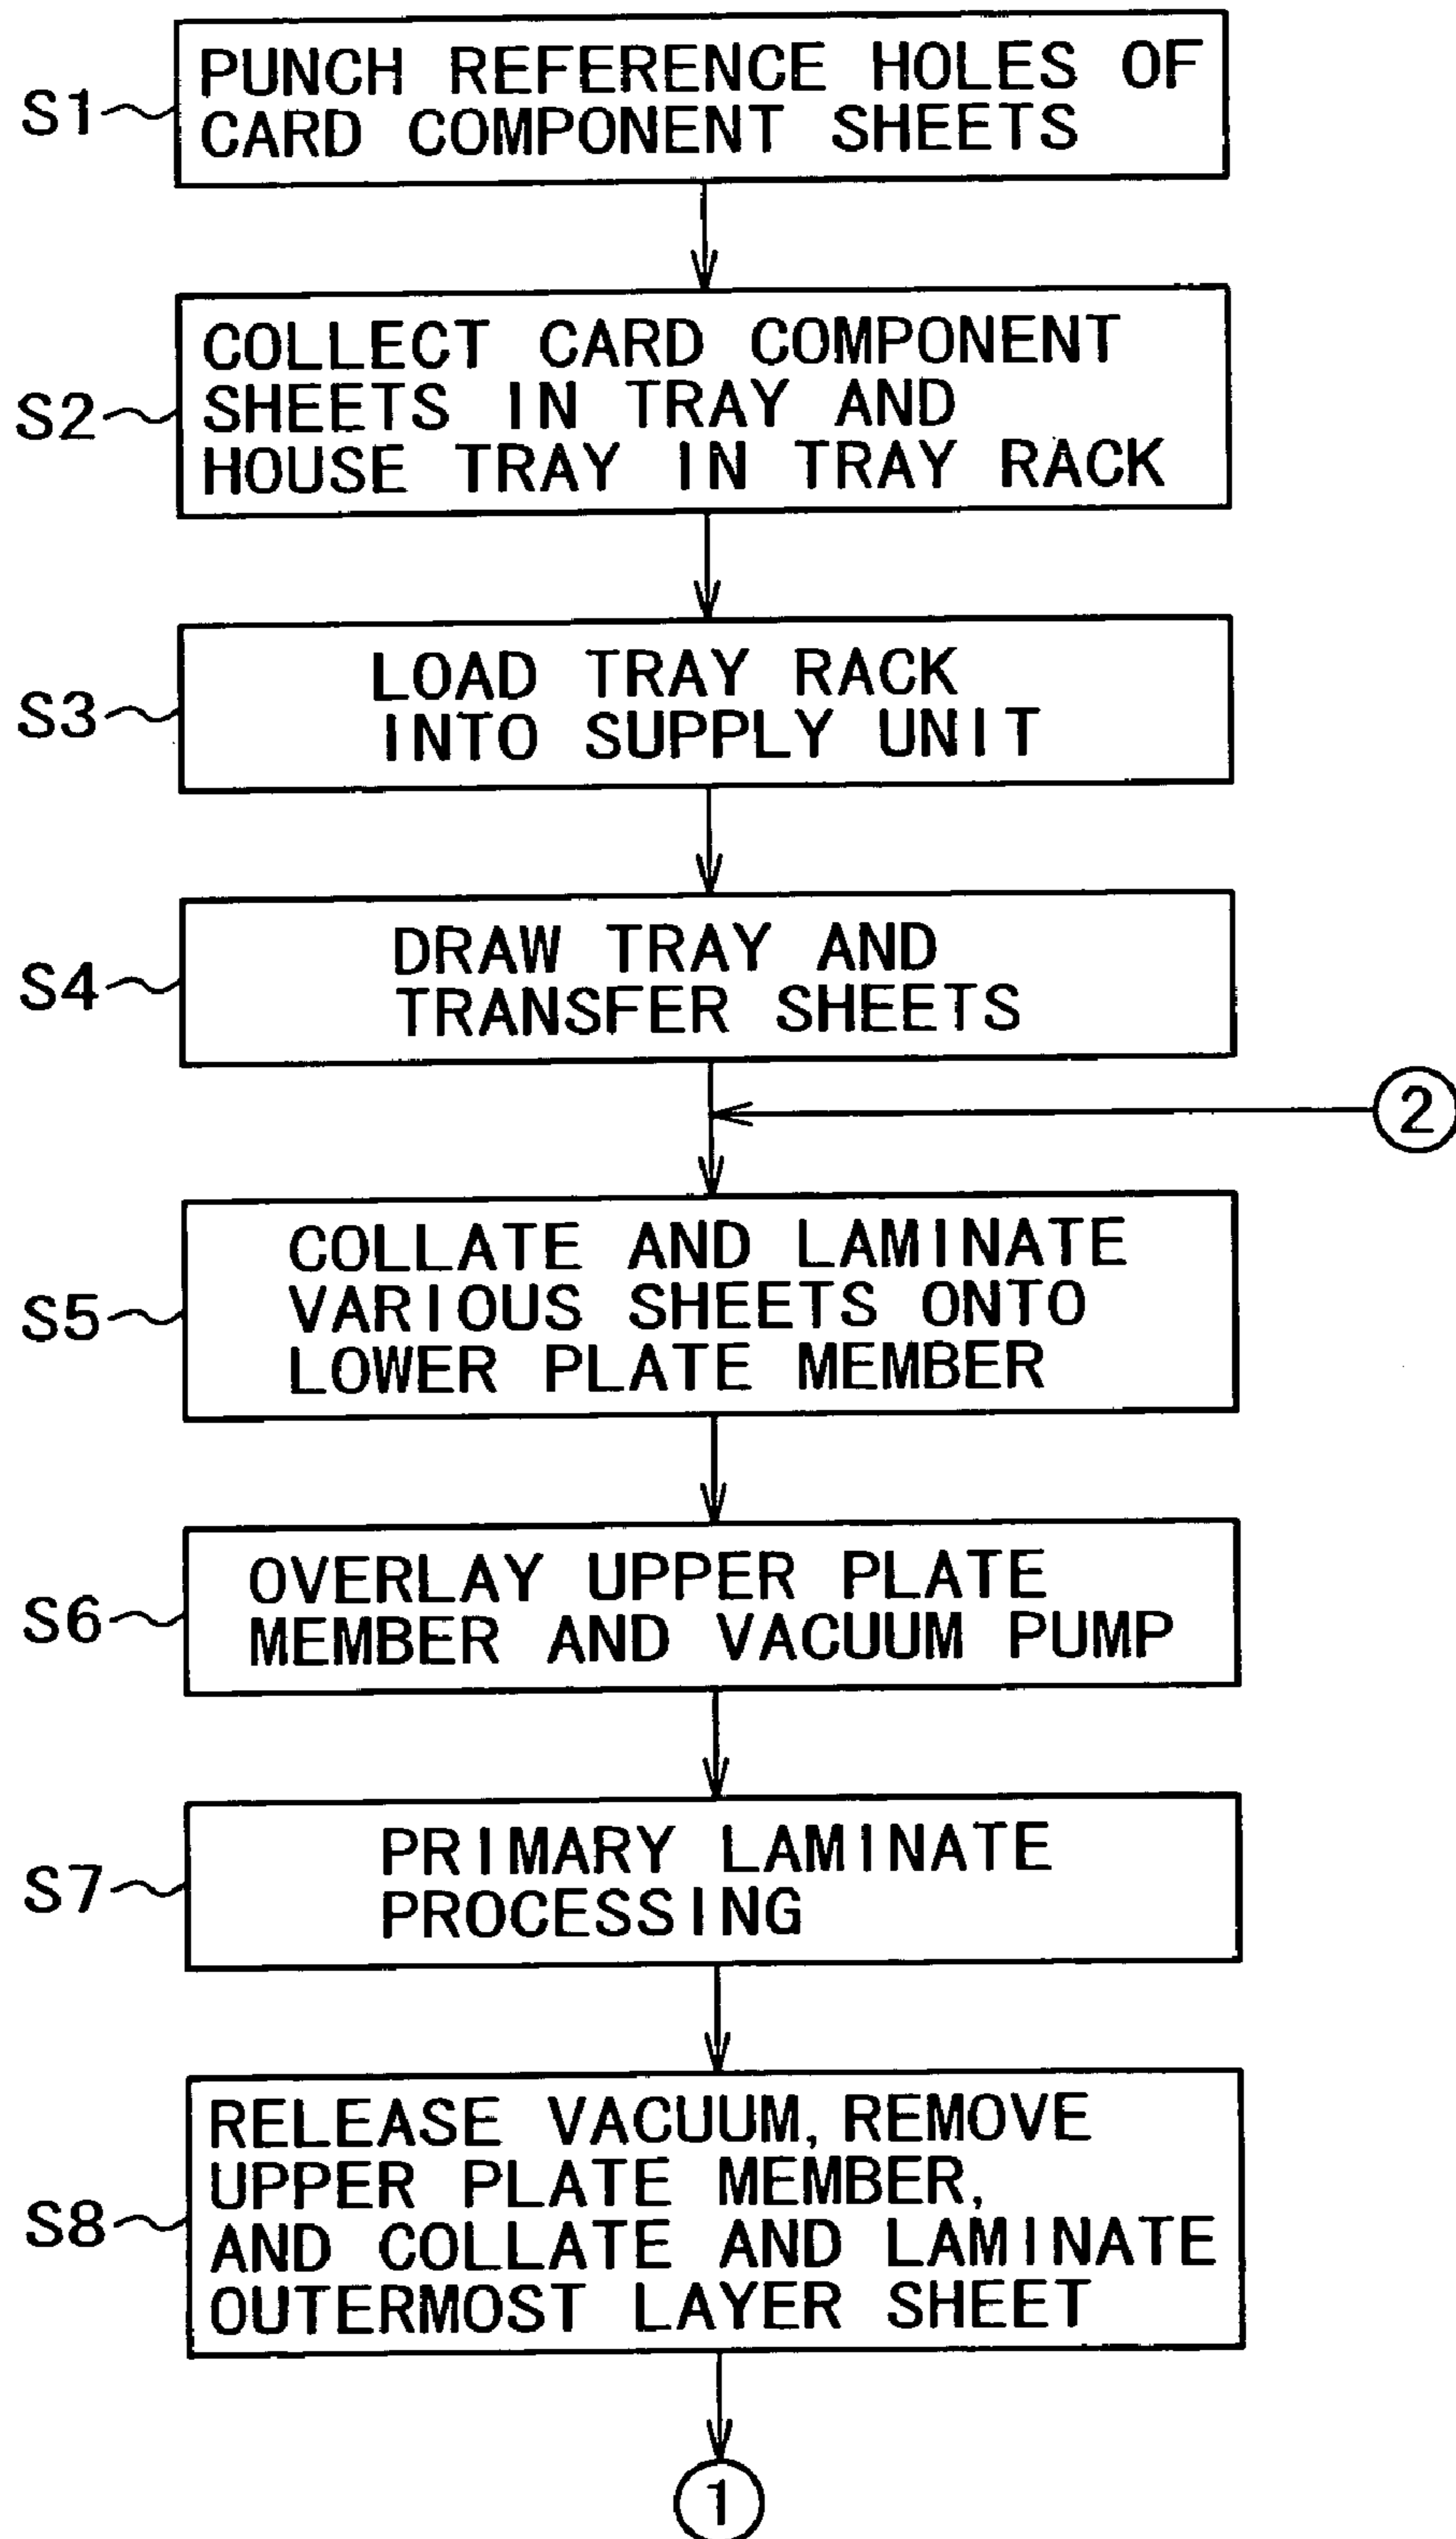 S1
PUNCH REFERENCE HOLES OF
CARD COMPONENT SHEETS
S2
COLLECT CARD COMPONENT
SHEETS IN TRAY AND
HOUSE TRAY IN TRAY RACK
S3
LOAD TRAY RACK
INTO SUPPLY UNIT
S4
DRAW TRAY AND
TRANSFER SHEETS
2
S5
COLLATE AND LAMINATE
VARIOUS SHEETS ONTO
LOWER PLATE MEMBER
S6
OVERLAY UPPER PLATE
MEMBER AND VACUUM PUMP
S7
PRIMARY LAMINATE
PROCESSING
S8
RELEASE VACUUM, REMOVE
UPPER PLATE MEMBER,
AND COLLATE AND LAMINATE
OUTERMOST LAYER SHEET
1